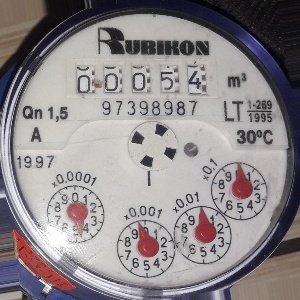 RUBIKON
00054 m³
Qn 1,5 97398987 LT 1-269 1995
A 30°C
1997
x0,0001 x0,1
x0,001 x0,01